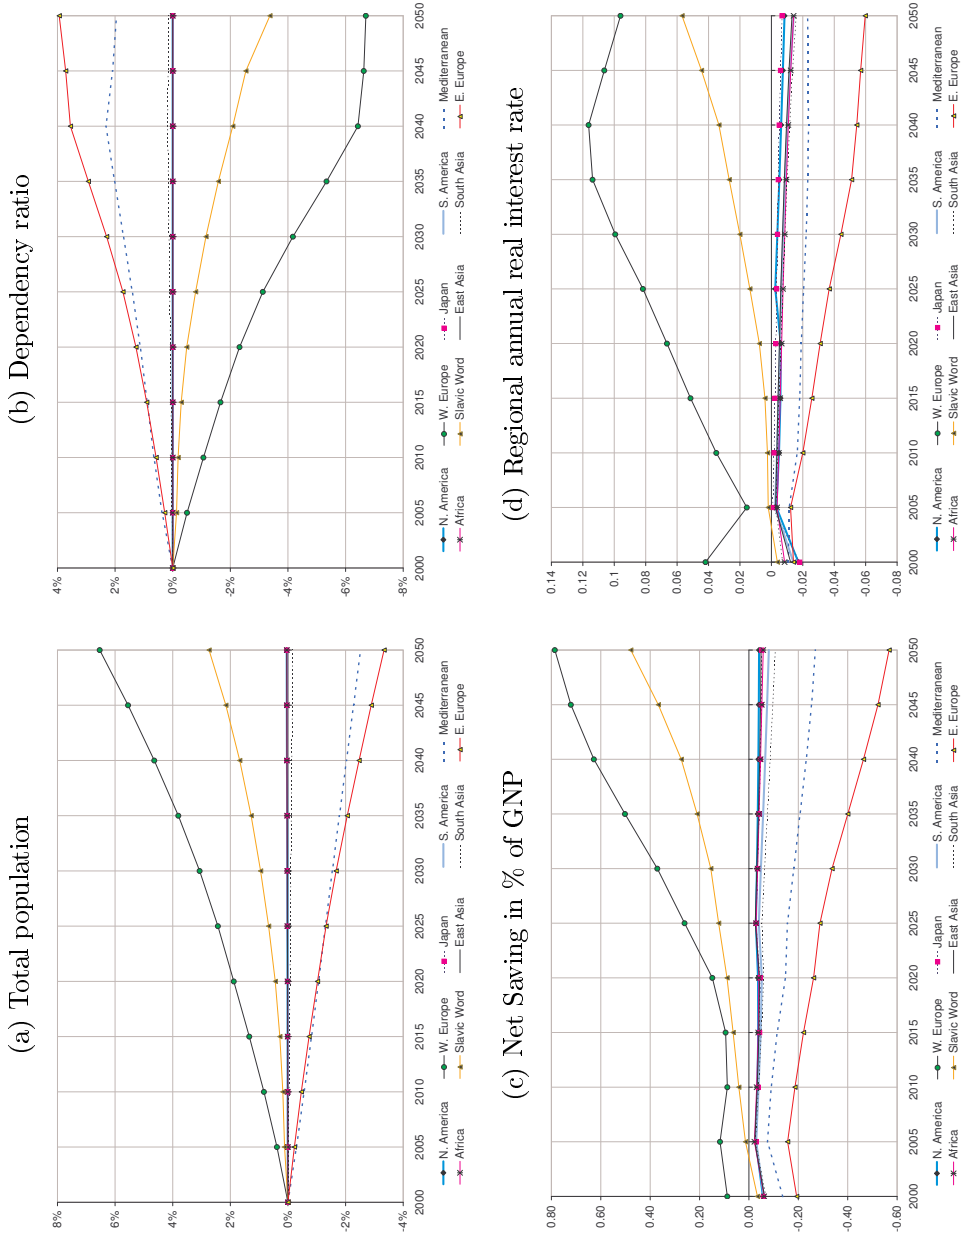 (a) Total population
8%
6%
4%
2%
0%
-2%
-4%
2000 2005 2010 2015 2020 2025 2030 2035 2040 2045 2050
N. America W. Europe Japan S. America Mediterranean
Africa Slavic Word East Asia South Asia E. Europe
(b) Dependency ratio
4%
2%
0%
-2%
-4%
-6%
-8%
2000 2005 2010 2015 2020 2025 2030 2035 2040 2045 2050
N. America W. Europe Japan S. America Mediterranean
Africa Slavic Word East Asia South Asia E. Europe
(c) Net Saving in % of GNP
0.80
0.60
0.40
0.20
0.00
-0.20
-0.40
-0.60
2000 2005 2010 2015 2020 2025 2030 2035 2040 2045 2050
N. America W. Europe Japan S. America Mediterranean
Africa Slavic Word East Asia South Asia E. Europe
(d) Regional annual real interest rate
0.14
0.12
0.1
0.08
0.06
0.04
0.02
0
-0.02
-0.04
-0.06
-0.08
2000 2005 2010 2015 2020 2025 2030 2035 2040 2045 2050
N. America W. Europe Japan S. America Mediterranean
Africa Slavic Word East Asia South Asia E. Europe